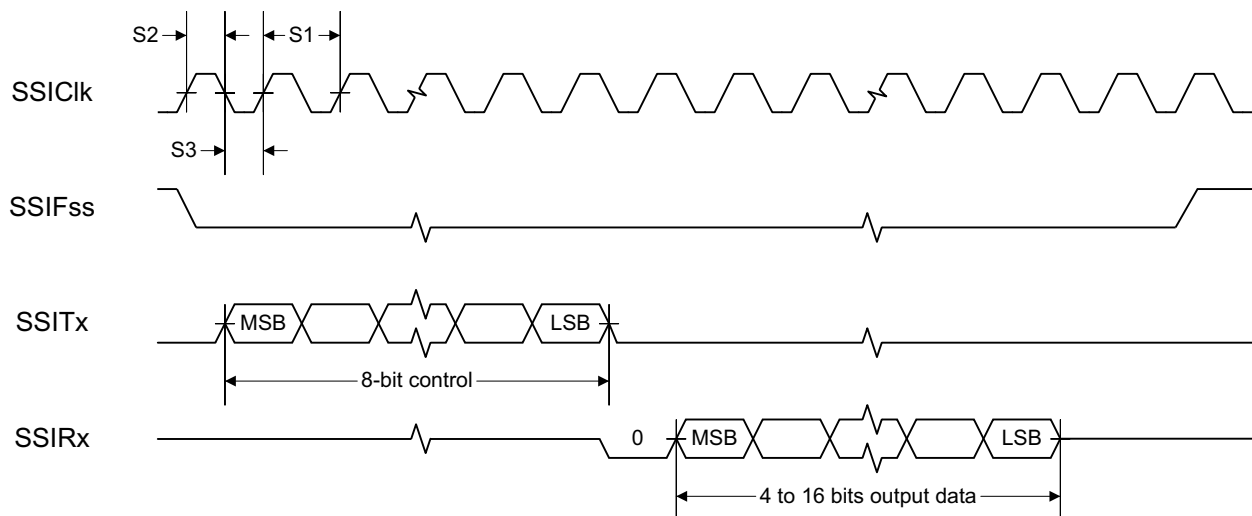 S2
S1
SSIClk
S3
SSIFss
SSITx
MSB
LSB
8-bit control
SSIRx
0
MSB
LSB
4 to 16 bits output data